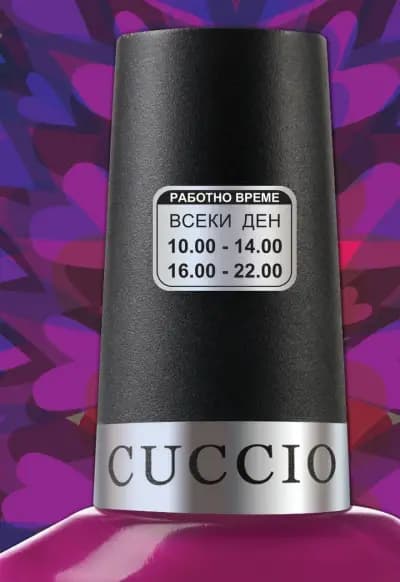 РАБОТНО ВРЕМЕ
ВСЕКИ ДЕН
10.00 - 14.00
16.00 - 22.00
CUCCIO